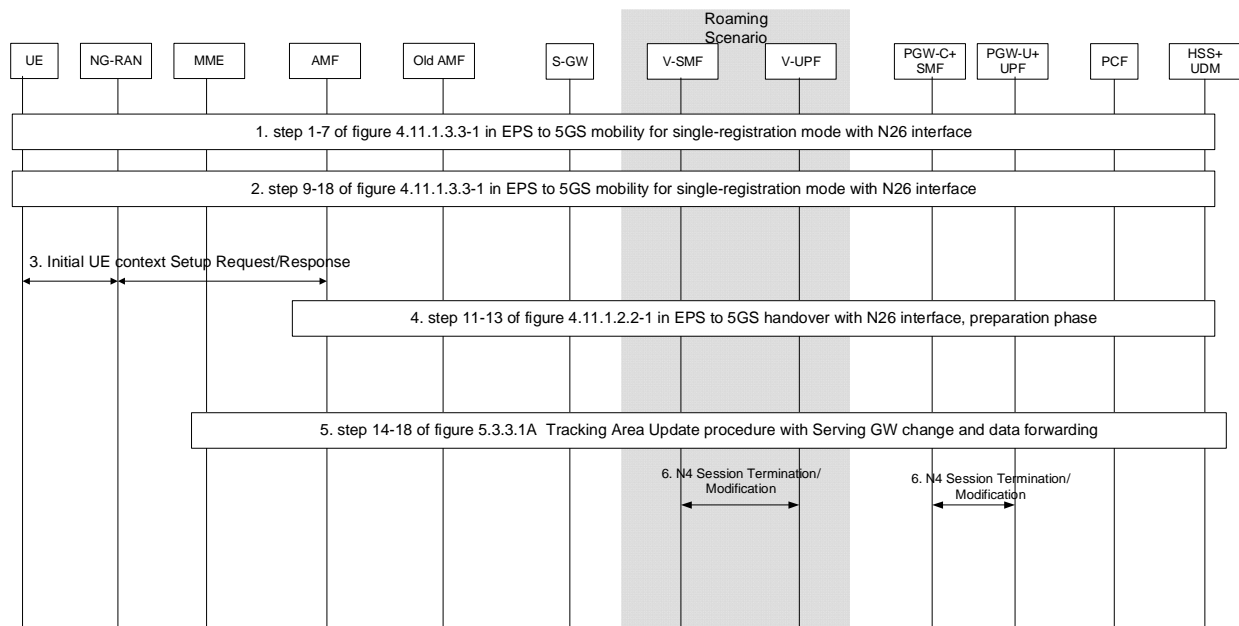 Roaming
Scenario
UE
NG-RAN
MME
AMF
Old AMF
S-GW
V-SMF
V-UPF
PGW-C+
SMF
PGW-U+
UPF
PCF
HSS+
UDM
1. step 1-7 of figure 4.11.1.3.3-1 in EPS to 5GS mobility for single-registration mode with N26 interface
2. step 9-18 of figure 4.11.1.3.3-1 in EPS to 5GS mobility for single-registration mode with N26 interface
3. Initial UE context Setup Request/Response
4. step 11-13 of figure 4.11.1.2.2-1 in EPS to 5GS handover with N26 interface, preparation phase
5. step 14-18 of figure 5.3.3.1A Tracking Area Update procedure with Serving GW change and data forwarding
6. N4 Session Termination/
Modification
6. N4 Session Termination/
Modification